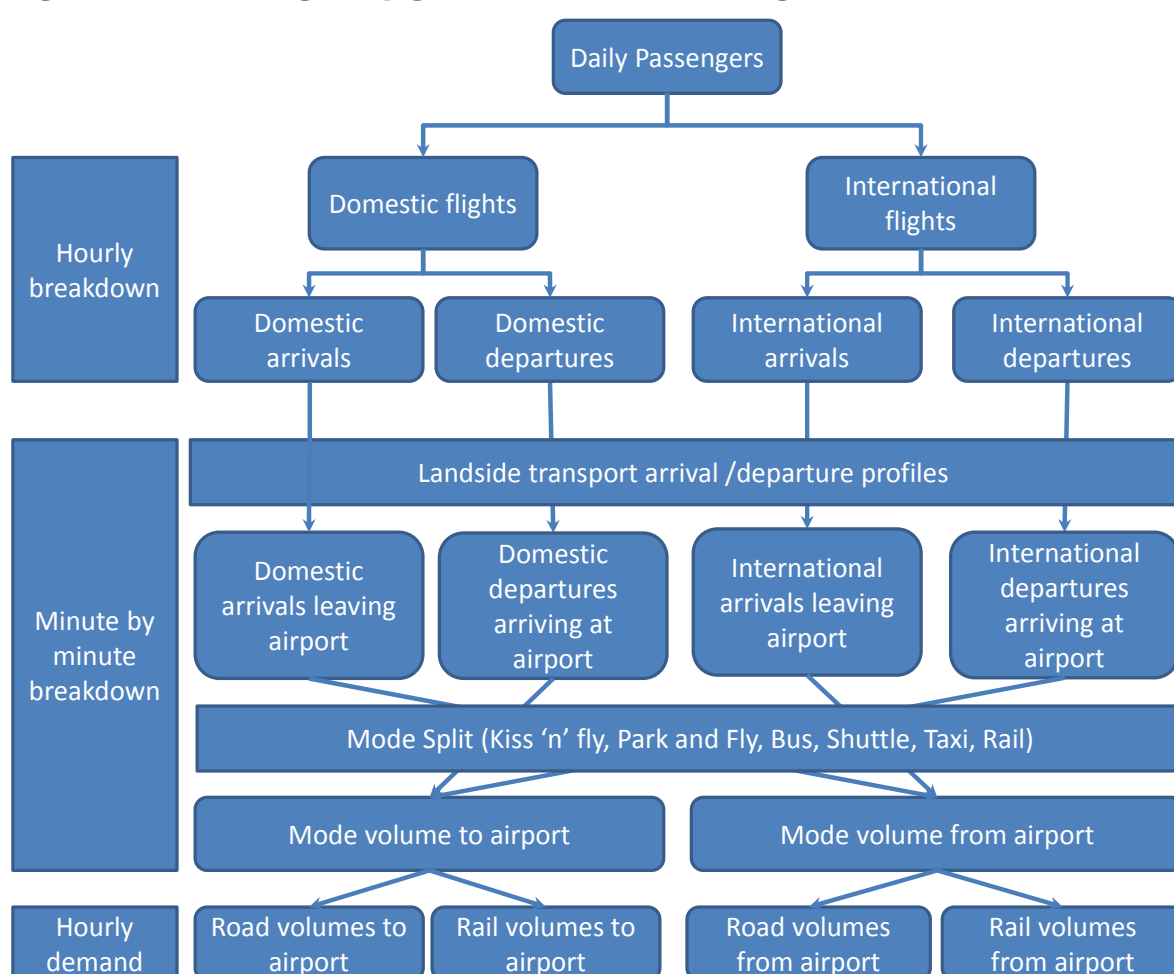 Daily Passengers
Hourly
breakdown
Domestic flights
International
flights
Domestic
arrivals
Domestic
departures
International
arrivals
International
departures
Minute by
minute
breakdown
Landside transport arrival /departure profiles
Domestic
arrivals leaving
airport
Domestic
departures
arriving at
airport
International
arrivals leaving
airport
International
departures
arriving at
airport
Mode Split (Kiss ‘n’ fly, Park and Fly, Bus, Shuttle, Taxi, Rail)
Mode volume to airport
Mode volume from airport
Hourly
demand
Road volumes to
airport
Rail volumes to
airport
Road volumes
from airport
Rail volumes
from airport